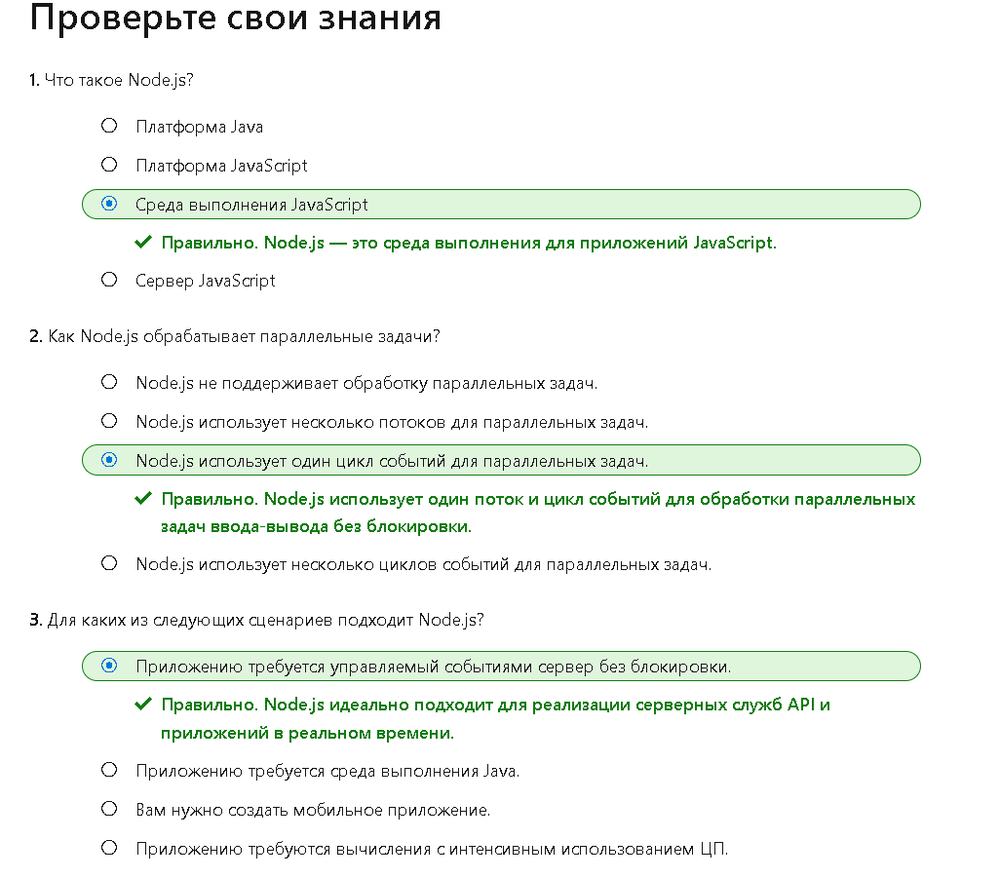 Проверьте свои знания
1. Что такое Node.js?
Платформа Java
Платформа JavaScript
Среда выполнения JavaScript
Правильно. Node.js — это среда выполнения для приложений JavaScript.
Сервер JavaScript
2. Как Node.js обрабатывает параллельные задачи?
Node.js не поддерживает обработку параллельных задач.
Node.js использует несколько потоков для параллельных задач.
Node.js использует один цикл событий для параллельных задач.
Правильно. Node.js использует один поток и цикл событий для обработки параллельных
задач ввода-вывода без блокировки.
Node.js использует несколько циклов событий для параллельных задач.
3. Для каких из следующих сценариев подходит Node.js?
Приложению требуется управляемый событиями сервер без блокировки.
Правильно. Node.js идеально подходит для реализации серверных служб API и
приложений в реальном времени.
Приложению требуется среда выполнения Java.
Вам нужно создать мобильное приложение.
Приложению требуются вычисления с интенсивным использованием ЦП.